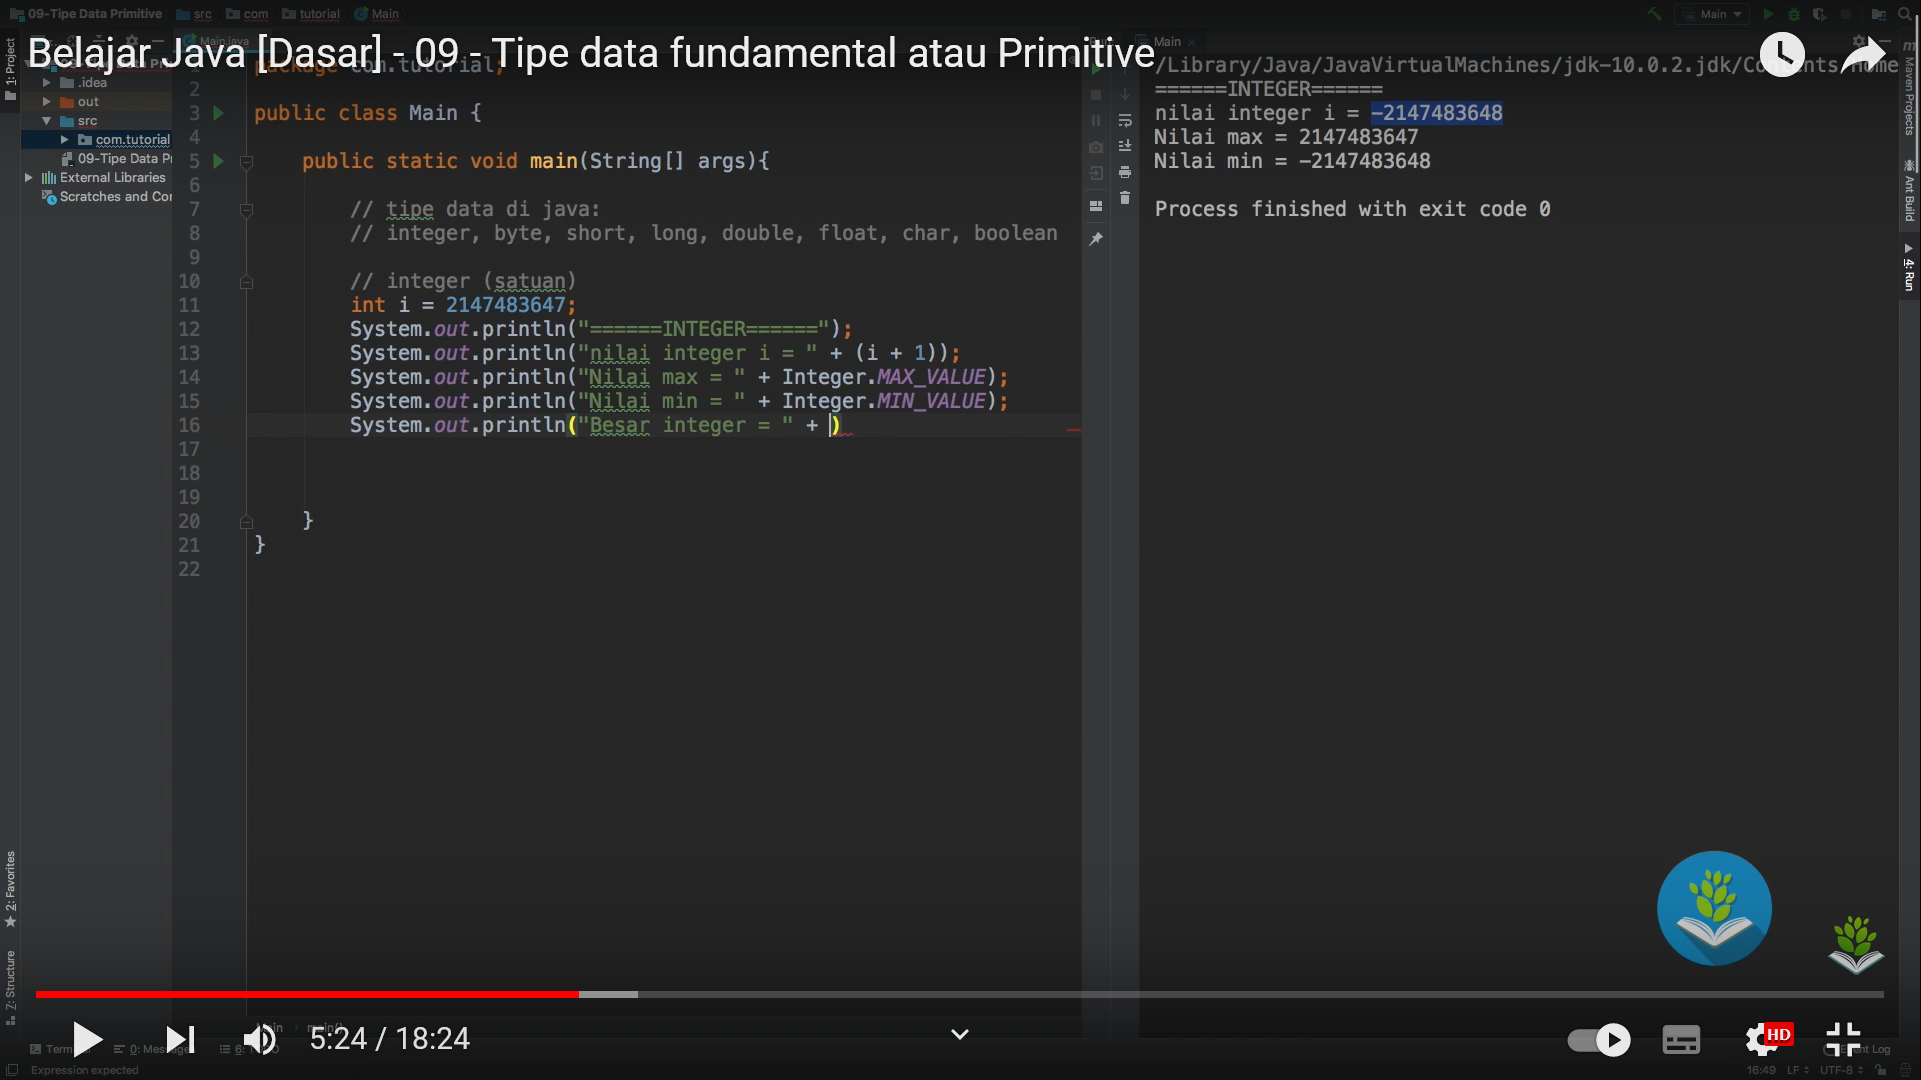 09-Tipe Data Primitive src com tutorial Main
Main
Belajar Java [Dasar] - 09 - Tipe data fundamental atau Primitive
Main.java
1: Project
.idea
out
src
com.tutorial
09-Tipe Data Pr
External Libraries
Scratches and Con
2: Favorites
7: Structure
package com.tutorial;
2
3 public class Main {
4
5 public static void main(String[] args){
6
7 // tipe data di java:
8 // integer, byte, short, long, double, float, char, boolean
9
10 // integer (satuan)
11 int i = 2147483647;
12 System.out.println("======INTEGER======");
13 System.out.println("nilai integer i = " + (i + 1));
14 System.out.println("Nilai max = " + Integer.MAX_VALUE);
15 System.out.println("Nilai min = " + Integer.MIN_VALUE);
16 System.out.println("Besar integer = " + )
17
18
19
20 }
21 }
22
Main
/Library/Java/JavaVirtualMachines/jdk-10.0.2.jdk/Contents/Home
======INTEGER======
nilai integer i = -2147483648
Nilai max = 2147483647
Nilai min = -2147483648
Process finished with exit code 0
Maven Projects
Ant Build
4: Run
5:24 / 18:24
HD
Expression expected
16:49 LF UTF-8